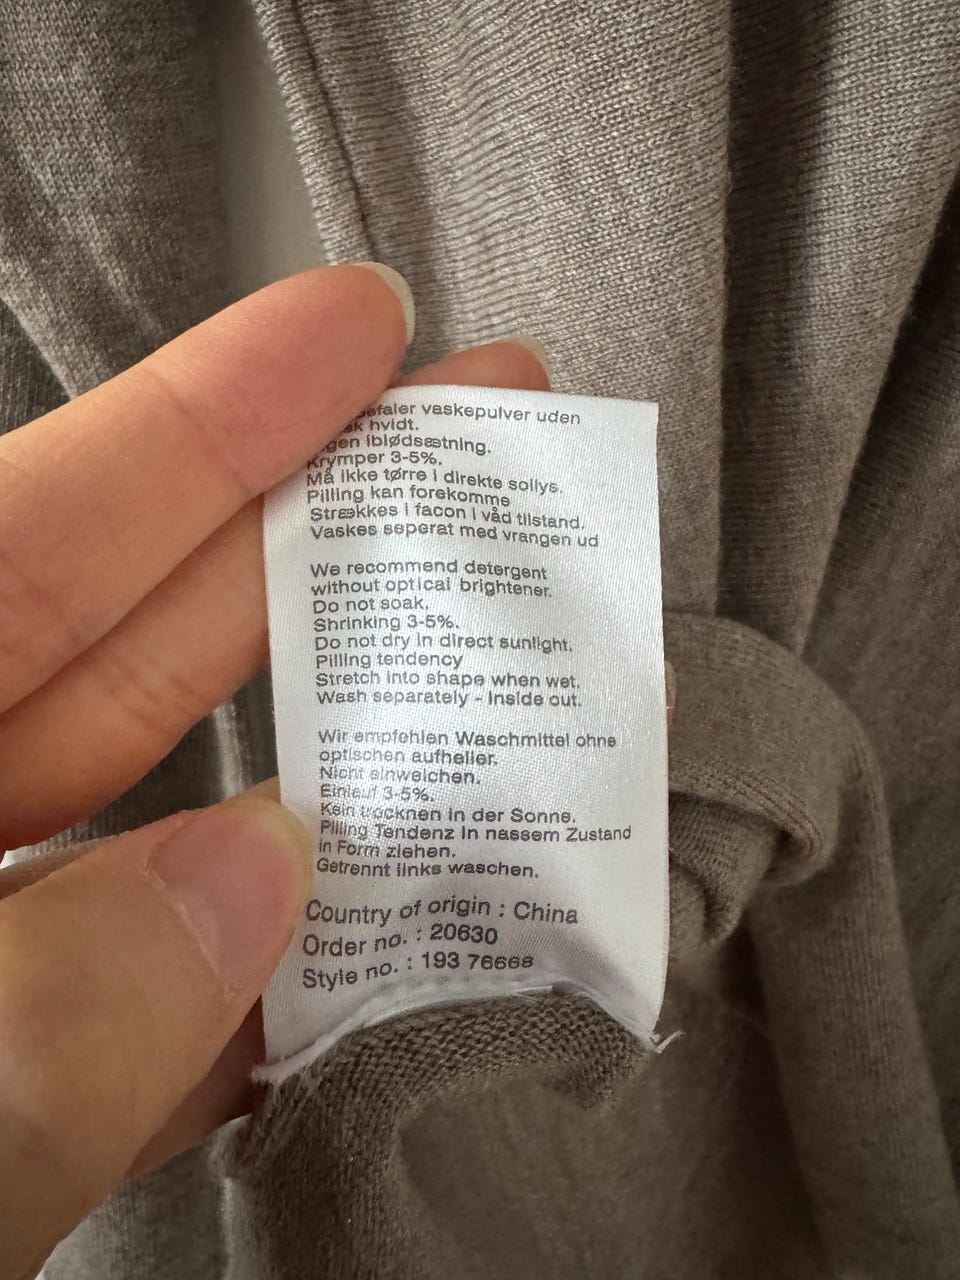 vaskepulver uden
hvidt.
iblødsætning.
Krymper 3-5%.
Må ikke tørre i direkte sollys.
Pilling kan forekomme
Strækkes i facon i våd tilstand.
Vaskes seperat med vrangen ud
We recommend detergent
without optical brightener.
Do not soak.
Shrinking 3-5%.
Do not dry in direct sunlight.
Pilling tendency
Stretch into shape when wet.
Wash separately - Inside out.
Wir empfehlen Waschmittel ohne
optischen aufheller.
Nicht einweichen.
Einlauf 3-5%.
Kein trocknen in der Sonne.
Pilling Tendenz in nassem Zustand
in Form ziehen.
Getrennt links waschen.
Country of origin : China
Order no. : 20630
Style no. : 193 76668